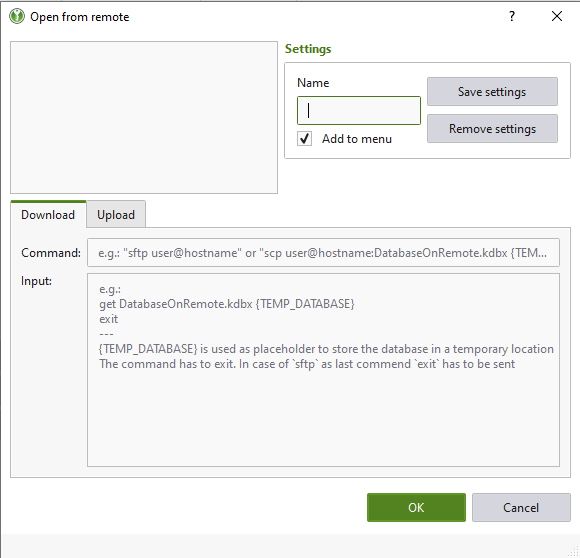 Open from remote
Settings
Name
Save settings
Remove settings
Add to menu
Download
Upload
Command:
e.g.: "sftp user@hostname" or "scp user@hostname:DatabaseOnRemote.kdbx {TEM...
Input:
e.g.:
get DatabaseOnRemote.kdbx {TEMP_DATABASE}
exit
---
{TEMP_DATABASE} is used as placeholder to store the database in a temporary location
The command has to exit. In case of `sftp` as last commend `exit` has to be sent
OK
Cancel